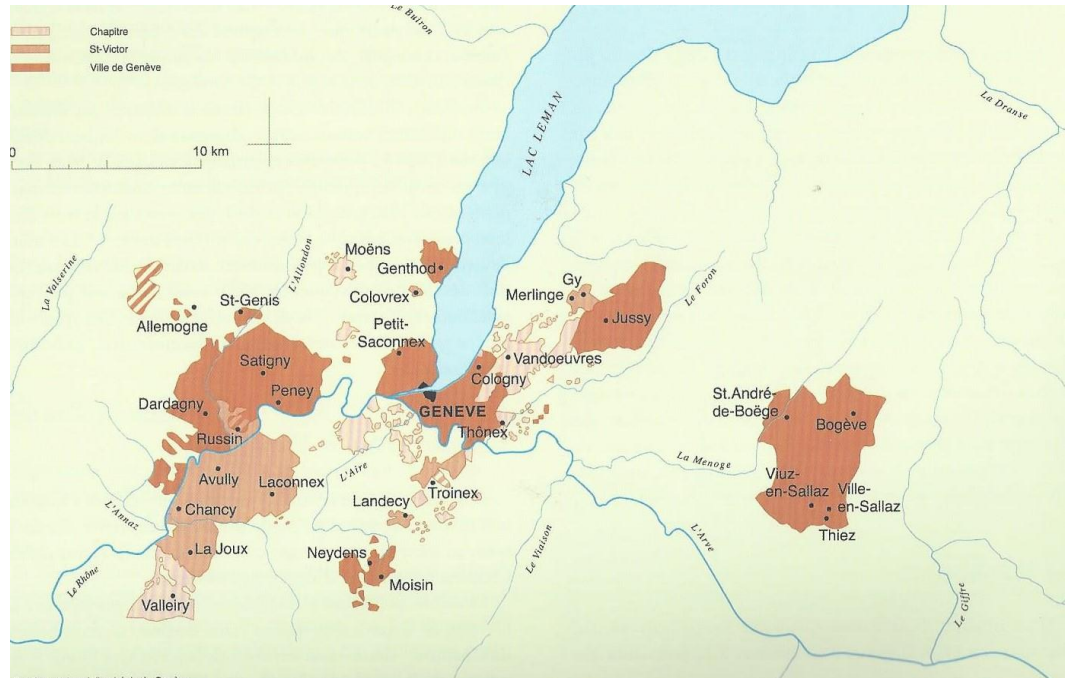 Chapitre
St-Victor
Ville de Genève
0 10 km
Le Buiron
LAC LEMAN
La Dranse
La Valserine
L'Allondon
Moëns
Genthod
Colovrex
Allemogne
St-Genis
Petit-
Saconnex
Gy
Merlinge
Jussy
Le Foron
Vandoeuvres
Cologny
Satigny
Peney
Dardagny
Russin
GENEVE
Thônex
St.André-
de-Boëge
Bogève
La Menoge
Viuz-
en-Sallaz
Ville-
en-Sallaz
Thiez
Avully
Laconnex
L'Aire
Troinex
Landecy
Chancy
L'Annaz
La Joux
Neydens
Moisin
Le Viaison
L'Arve
Le Rhône
Valleiry
Le Giffre